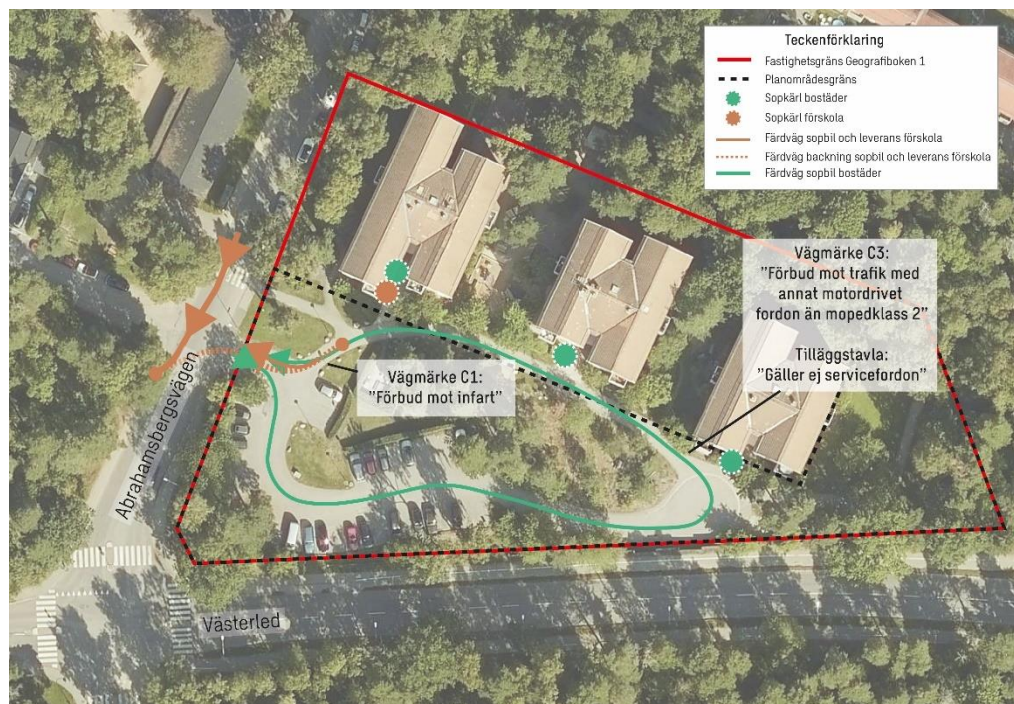 Teckenförklaring
Fastighetsgräns Geografiboken 1
Planområdesgräns
Sopkärl bostäder
Sopkärl förskola
Färdväg sopbil och leverans förskola
Färdväg backning sopbil och leverans förskola
Färdväg sopbil bostäder
Vägmärke C3:
"Förbud mot trafik med
annat motordrivet
fordon än mopedklass 2"
Tilläggstavla:
"Gäller ej servicefordon"
Vägmärke C1:
"Förbud mot infart"
Abrahamsbergsvägen
Västerled